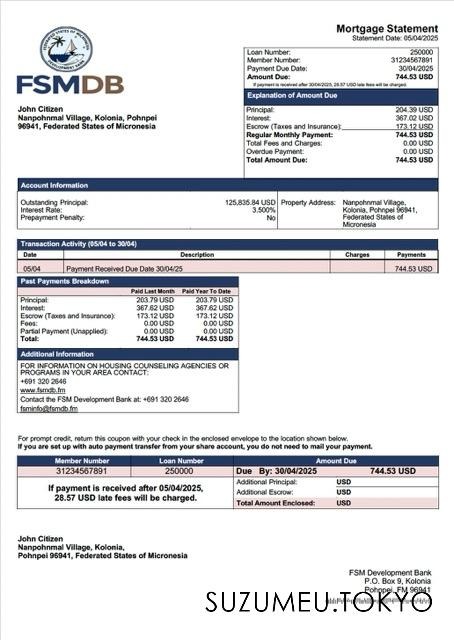 FEDERATED STATES OF MICRONESIA
DEVELOPMENT BANK
FSMDB
Mortgage Statement
Statement Date: 05/04/2025
Loan Number: 250000
Member Number: 31234567891
Payment Due Date: 30/04/2025
Amount Due: 744.53 USD
If payment is received after 30/04/2025, 28.57 USD late fees will be charged.
John Citizen
Nanpohnmal Village, Kolonia, Pohnpei
96941, Federated States of Micronesia
Explanation of Amount Due
Principal: 204.39 USD
Interest: 367.02 USD
Escrow (Taxes and Insurance): 173.12 USD
Regular Monthly Payment: 744.53 USD
Total Fees and Charges: 0.00 USD
Overdue Payment: 0.00 USD
Total Amount Due: 744.53 USD
Account Information
Outstanding Principal: 125,835.84 USD
Interest Rate: 3.500%
Prepayment Penalty: No
Property Address: Nanpohnmal Village,
Kolonia, Pohnpei 96941,
Federated States of
Micronesia
Transaction Activity (05/04 to 30/04)
Date Description Charges Payments
05/04 Payment Received Due Date 30/04/25 744.53 USD
Past Payments Breakdown
Paid Last Month Paid Year To Date
Principal: 203.79 USD 203.79 USD
Interest: 367.62 USD 367.62 USD
Escrow (Taxes and Insurance): 173.12 USD 173.12 USD
Fees: 0.00 USD 0.00 USD
Partial Payment (Unapplied): 0.00 USD 0.00 USD
Total: 744.53 USD 744.53 USD
Additional Information
FOR INFORMATION ON HOUSING COUNSELING AGENCIES OR
PROGRAMS IN YOUR AREA CONTACT:
+691 320 2646
www.fsmdb.fm
Contact the FSM Development Bank at: +691 320 2646
fsminfo@fsmdb.fm
For prompt credit, return this coupon with your check in the enclosed envelope to the location shown below.
If you are set up with auto payment transfer from your share account, you do not need to mail your payment.
Member Number Loan Number Amount Due
31234567891 250000 Due By: 30/04/2025 744.53 USD
If payment is received after 05/04/2025,
28.57 USD late fees will be charged.
Additional Principal: USD
Additional Escrow: USD
Total Amount Enclosed: USD
John Citizen
Nanpohnmal Village, Kolonia,
Pohnpei 96941, Federated States of Micronesia
FSM Development Bank
P.O. Box 9, Kolonia
Pohnpei, FM 96941
SUZUMEU.TOKYO